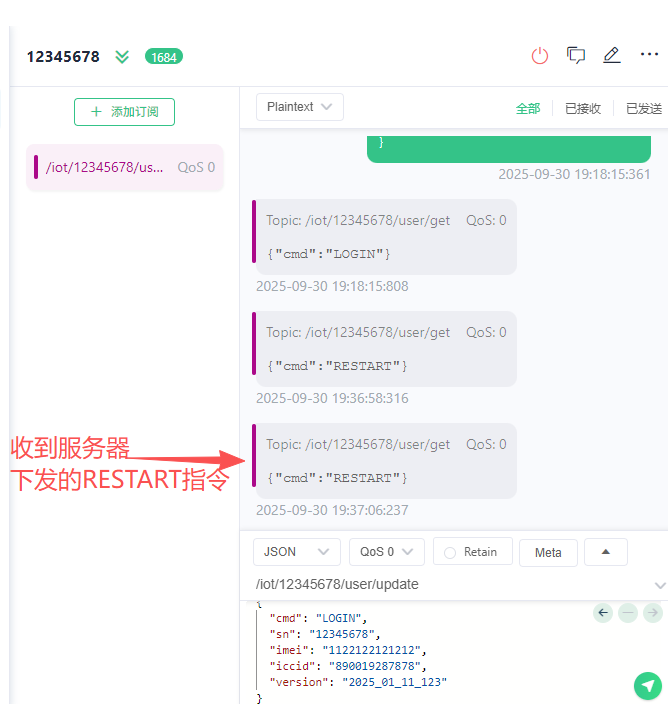 12345678 1684
+ 添加订阅
/iot/12345678/us... QoS 0
Plaintext 全部 已接收 已发送
}
2025-09-30 19:18:15:361
Topic: /iot/12345678/user/get QoS: 0
{"cmd":"LOGIN"}
2025-09-30 19:18:15:808
Topic: /iot/12345678/user/get QoS: 0
{"cmd":"RESTART"}
2025-09-30 19:36:58:316
Topic: /iot/12345678/user/get QoS: 0
{"cmd":"RESTART"}
2025-09-30 19:37:06:237
收到服务器
下发的RESTART指令
JSON QoS 0 Retain Meta
/iot/12345678/user/update
{
"cmd": "LOGIN",
"sn": "12345678",
"imei": "1122122121212",
"iccid": "890019287878",
"version": "2025_01_11_123"
}